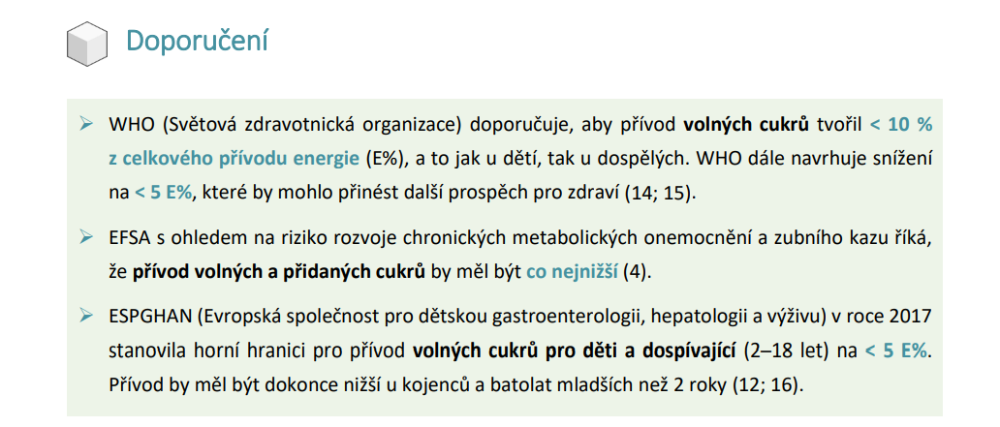 Doporučení
➢ WHO (Světová zdravotnická organizace) doporučuje, aby přívod volných cukrů tvořil < 10 %
z celkového přívodu energie (E%), a to jak u dětí, tak u dospělých. WHO dále navrhuje snížení
na < 5 E%, které by mohlo přinést další prospěch pro zdraví (14; 15).
➢ EFSA s ohledem na riziko rozvoje chronických metabolických onemocnění a zubního kazu říká,
že přívod volných a přidaných cukrů by měl být co nejnižší (4).
➢ ESPGHAN (Evropská společnost pro dětskou gastroenterologii, hepatologii a výživu) v roce 2017
stanovila horní hranici pro přívod volných cukrů pro děti a dospívající (2–18 let) na < 5 E%.
Přívod by měl být dokonce nižší u kojenců a batolat mladších než 2 roky (12; 16).